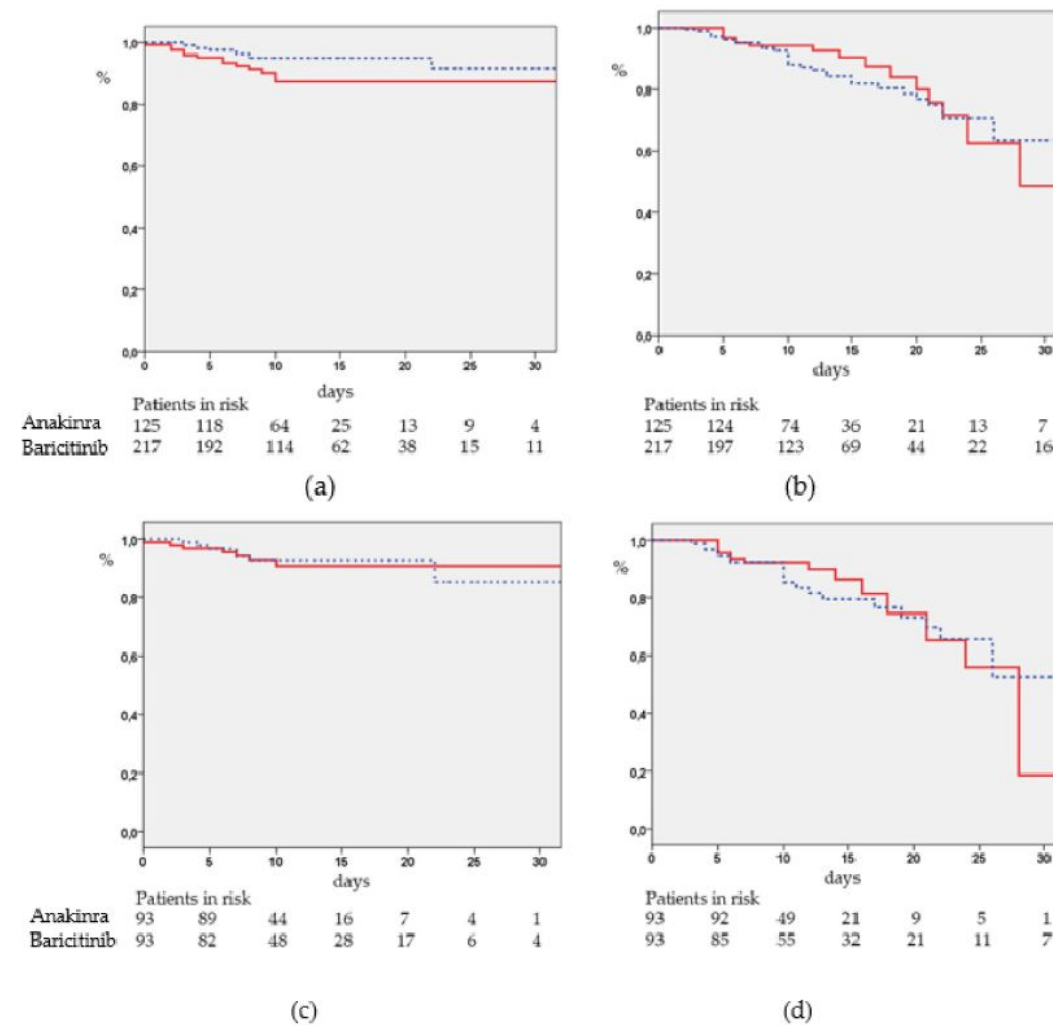 %
1,0
0,8
0,6
0,4
0,2
0,0
0 5 10 15 20 25 30
days
Patients in risk
Anakinra 125 118 64 25 13 9 4
Baricitinib 217 192 114 62 38 15 11
(a)
%
1,0
0,8
0,6
0,4
0,2
0,0
0 5 10 15 20 25 30
days
Patients in risk
125 124 74 36 21 13 7
217 197 123 69 44 22 16
(b)
%
1,0
0,8
0,6
0,4
0,2
0,0
0 5 10 15 20 25 30
days
Patients in risk
Anakinra 93 89 44 16 7 4 1
Baricitinib 93 82 48 28 17 6 4
(c)
%
1,0
0,8
0,6
0,4
0,2
0,0
0 5 10 15 20 25 30
days
Patients in risk
93 92 49 21 9 5 1
93 85 55 32 21 11 7
(d)